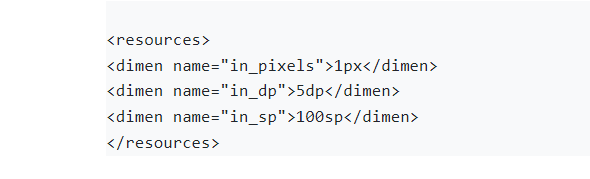 <resources>
<dimen name="in_pixels">1px</dimen>
<dimen name="in_dp">5dp</dimen>
<dimen name="in_sp">100sp</dimen>
</resources>